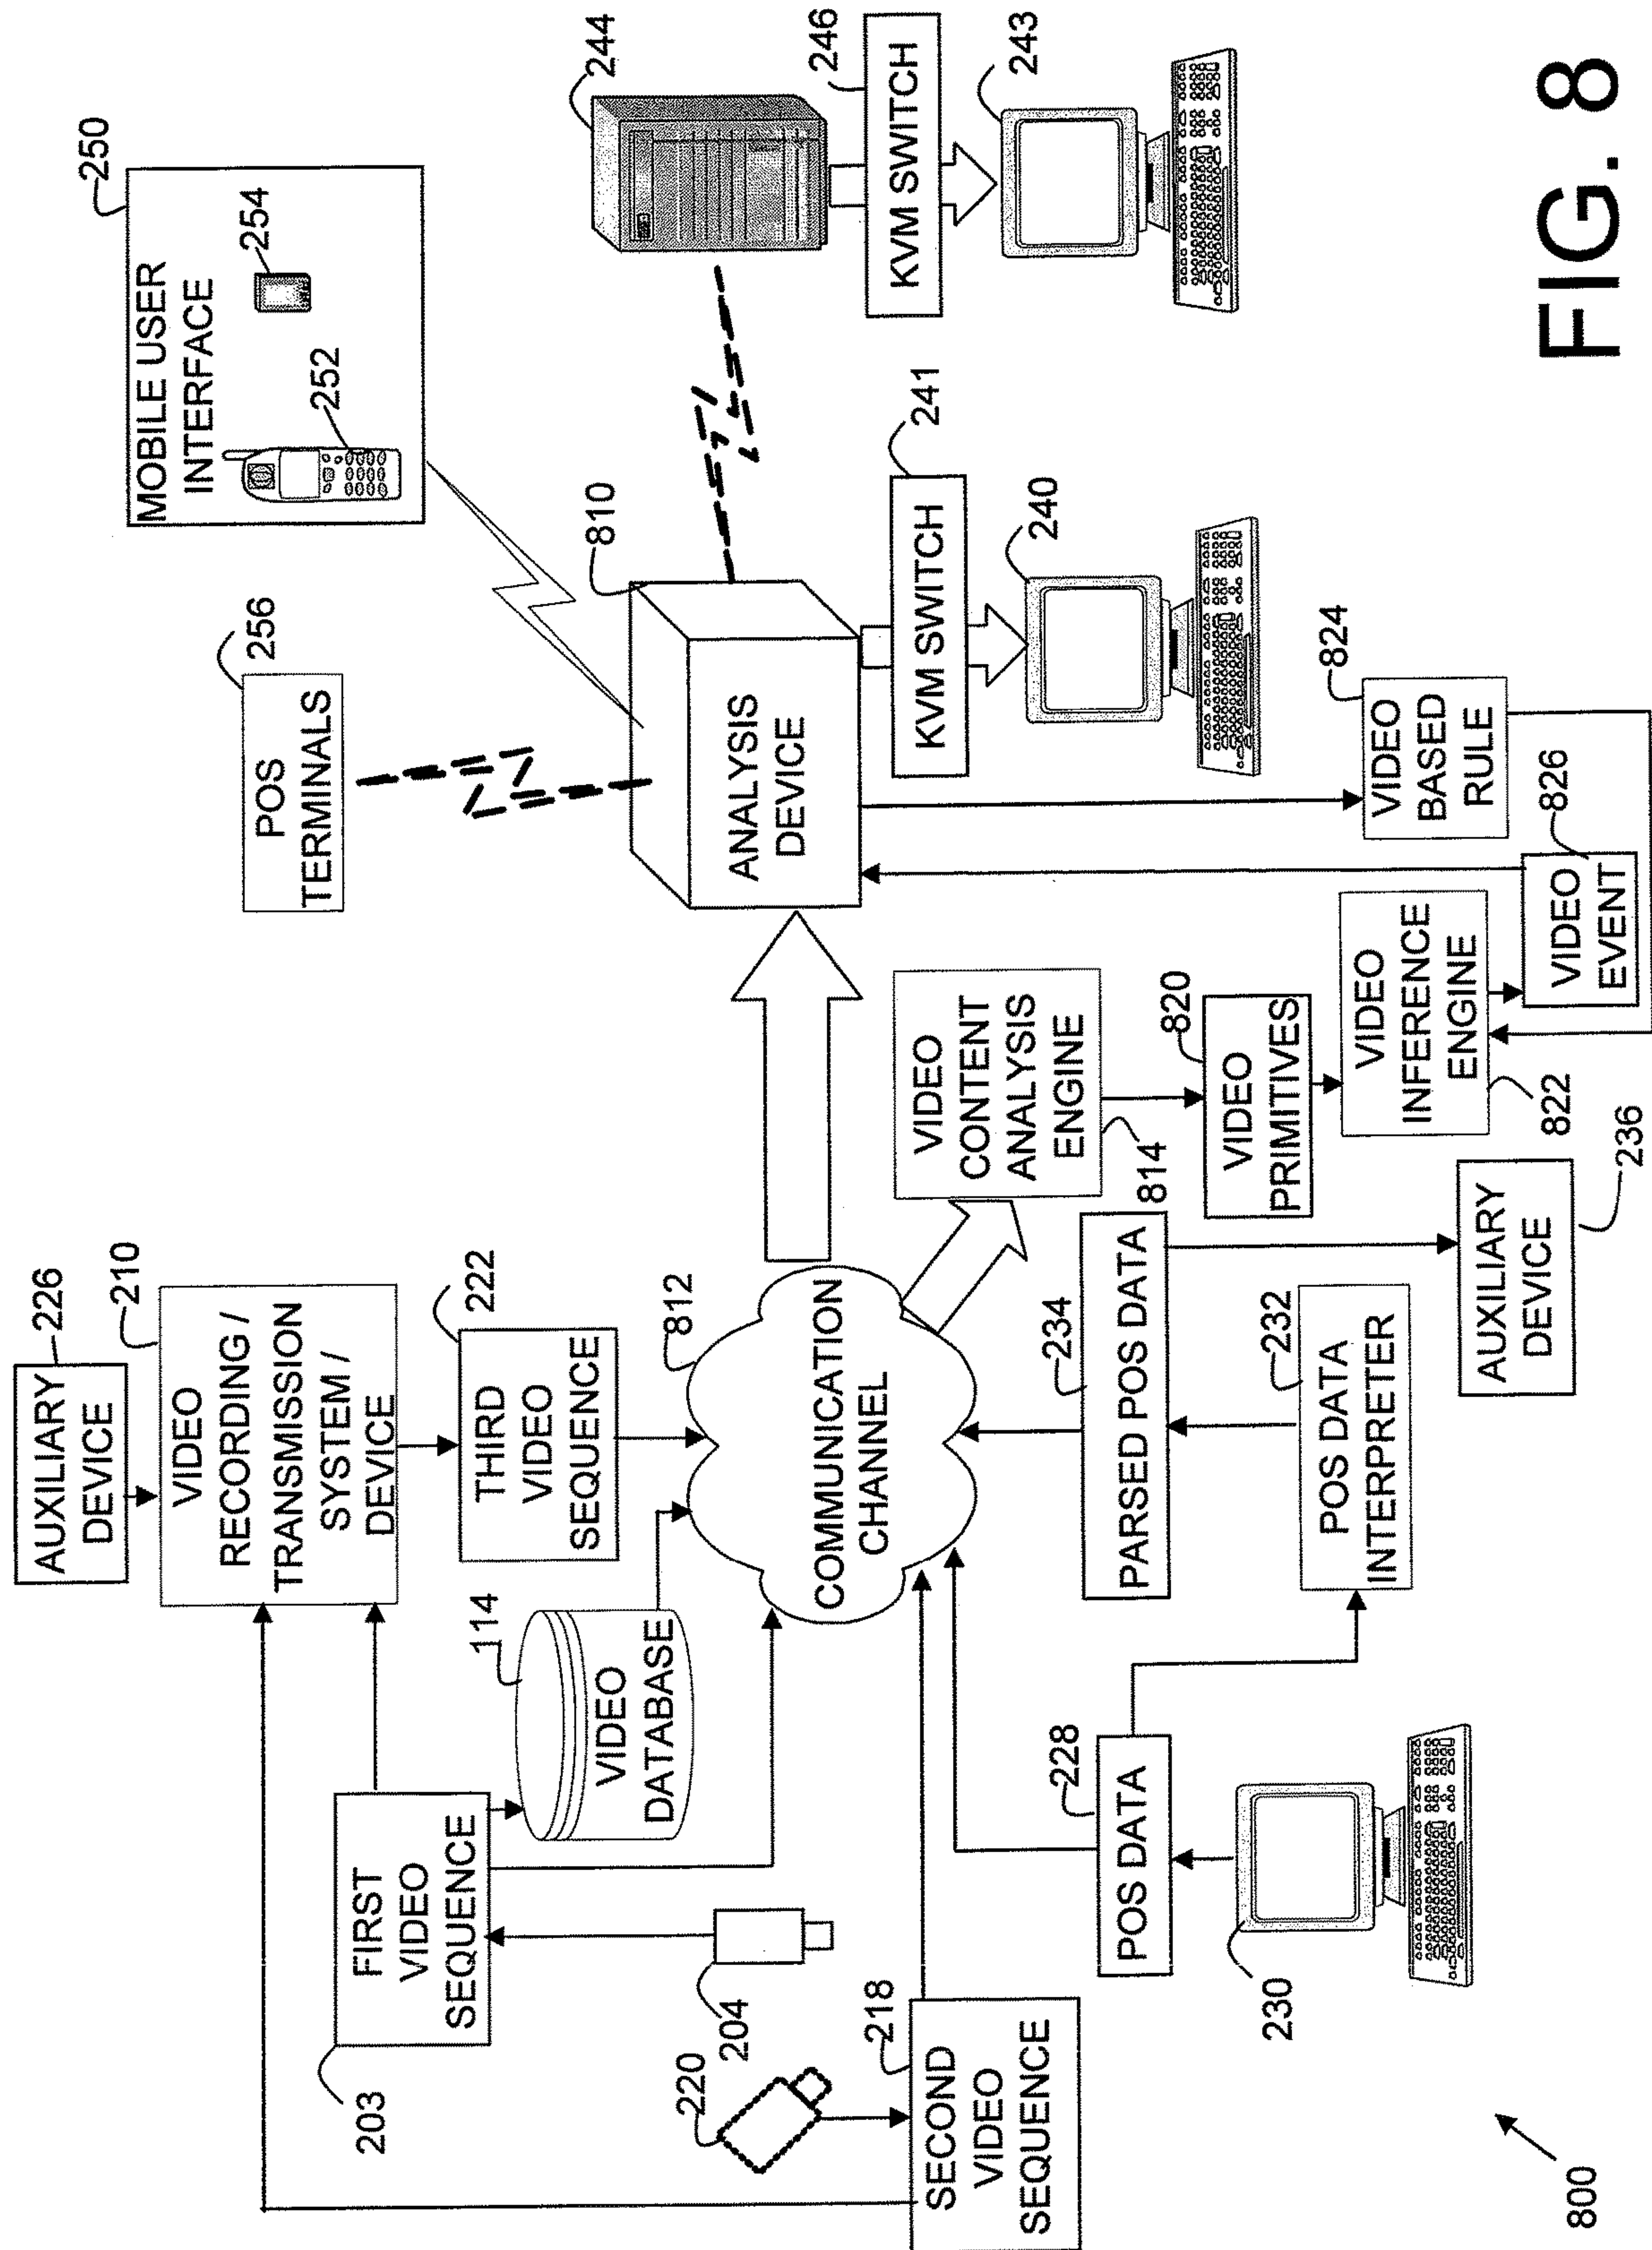 AUXILIARY
DEVICE
226
VIDEO
RECORDING /
TRANSMISSION
SYSTEM /
DEVICE
210
THIRD
VIDEO
SEQUENCE
222
FIRST
VIDEO
SEQUENCE
203
VIDEO
DATABASE
114
204
220
SECOND
VIDEO
SEQUENCE
218
COMMUNICATION
CHANNEL
812
POS DATA
228
230
PARSED POS DATA
234
POS DATA
INTERPRETER
232
AUXILIARY
DEVICE
236
VIDEO
CONTENT
ANALYSIS
ENGINE
814
VIDEO
PRIMITIVES
820
VIDEO
INFERENCE
ENGINE
822
VIDEO
EVENT
826
VIDEO
BASED
RULE
824
POS
TERMINALS
256
ANALYSIS
DEVICE
810
MOBILE USER
INTERFACE
250
252
254
KVM SWITCH
241
240
244
KVM SWITCH
246
243
800
FIG. 8